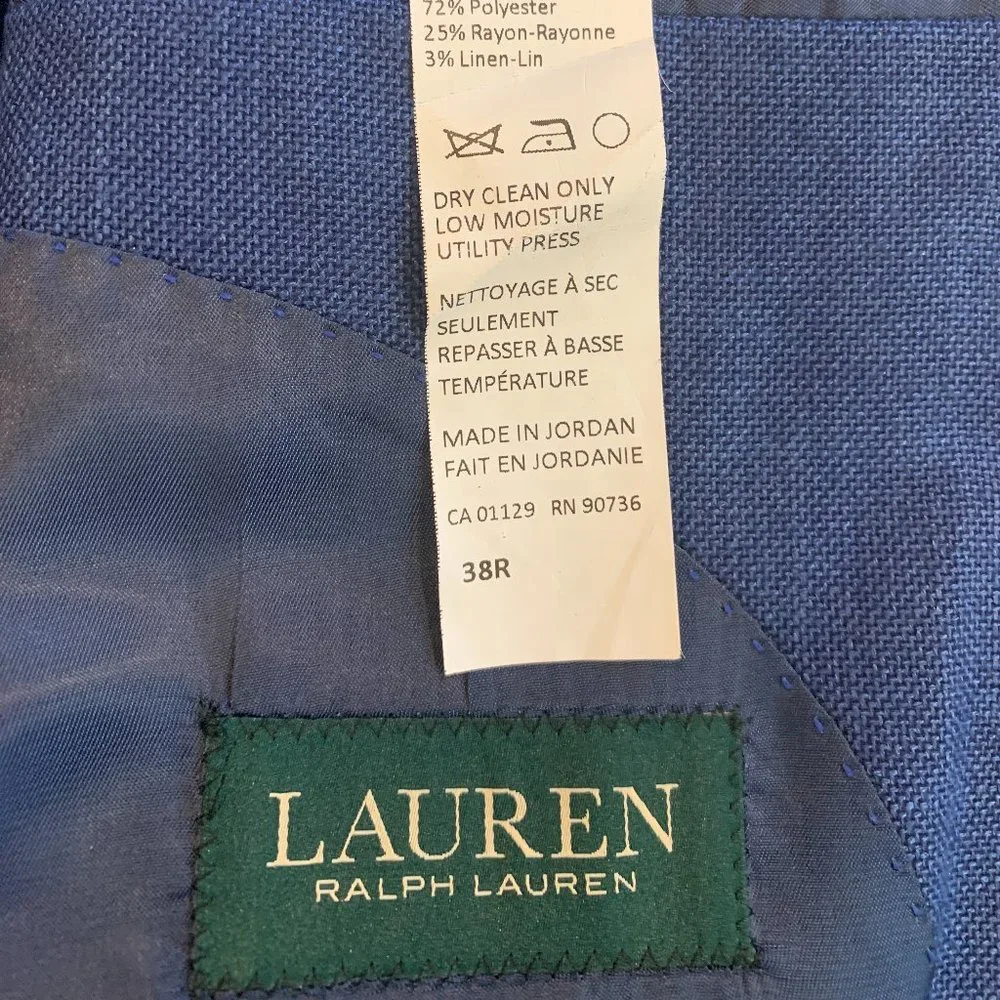 72% Polyester
25% Rayon-Rayonne
3% Linen-Lin
DRY CLEAN ONLY
LOW MOISTURE
UTILITY PRESS
NETTOYAGE À SEC
SEULEMENT
REPASSER À BASSE
TEMPÉRATURE
MADE IN JORDAN
FAIT EN JORDANIE
CA 01129 RN 90736
38R
LAUREN
RALPH LAUREN